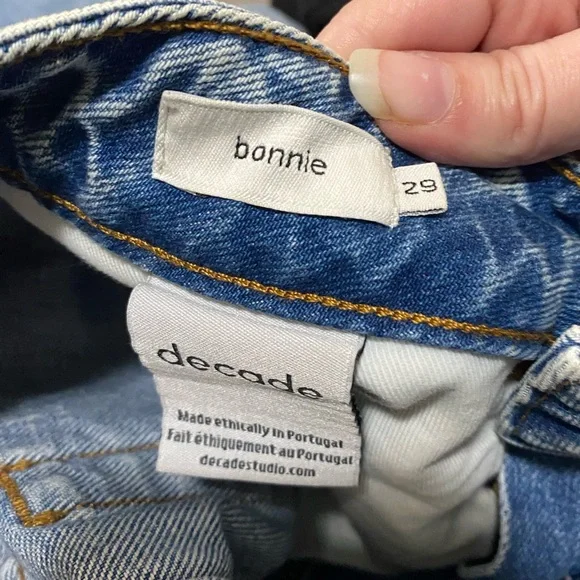 bonnie
29
decade
Made ethically in Portugal
Fait éthiquement au Portugal
decadestudio.com